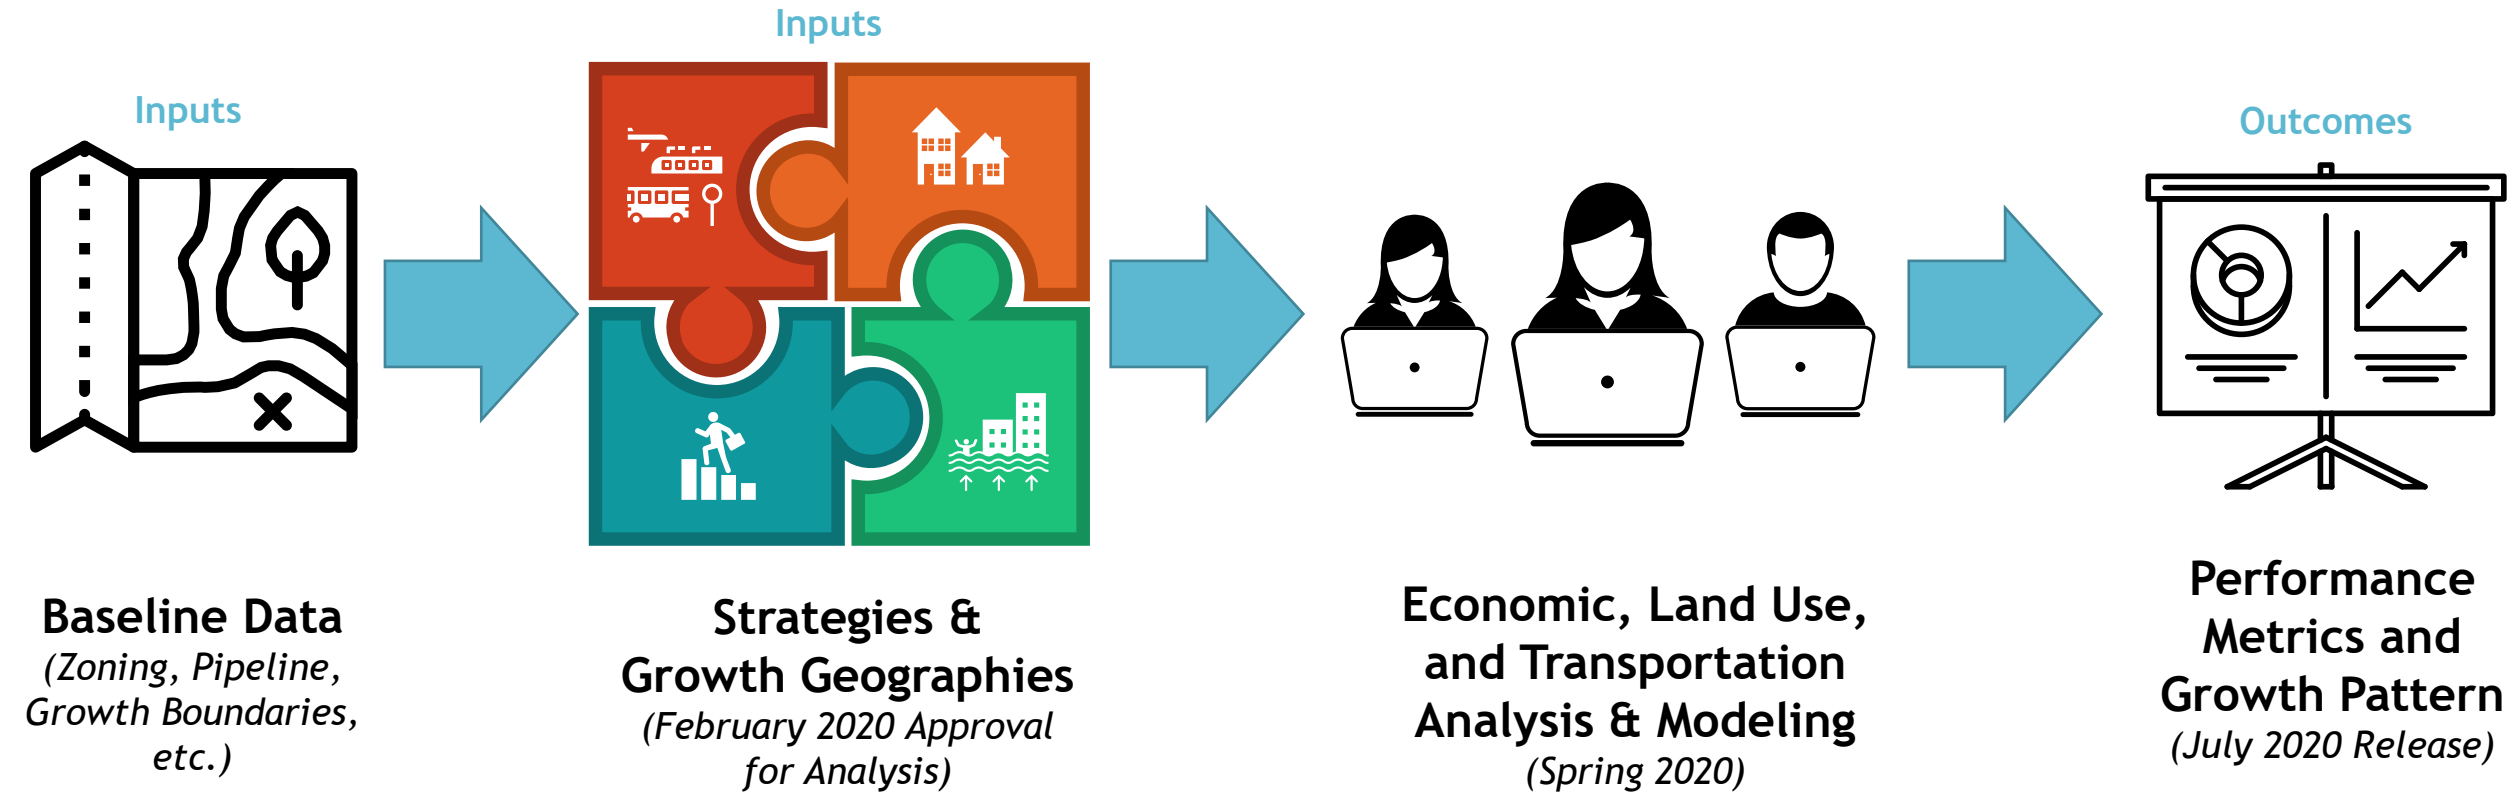 Inputs
Baseline Data
(Zoning, Pipeline,
Growth Boundaries,
etc.)
Inputs
Strategies &
Growth Geographies
(February 2020 Approval
for Analysis)
Economic, Land Use,
and Transportation
Analysis & Modeling
(Spring 2020)
Outcomes
Performance
Metrics and
Growth Pattern
(July 2020 Release)